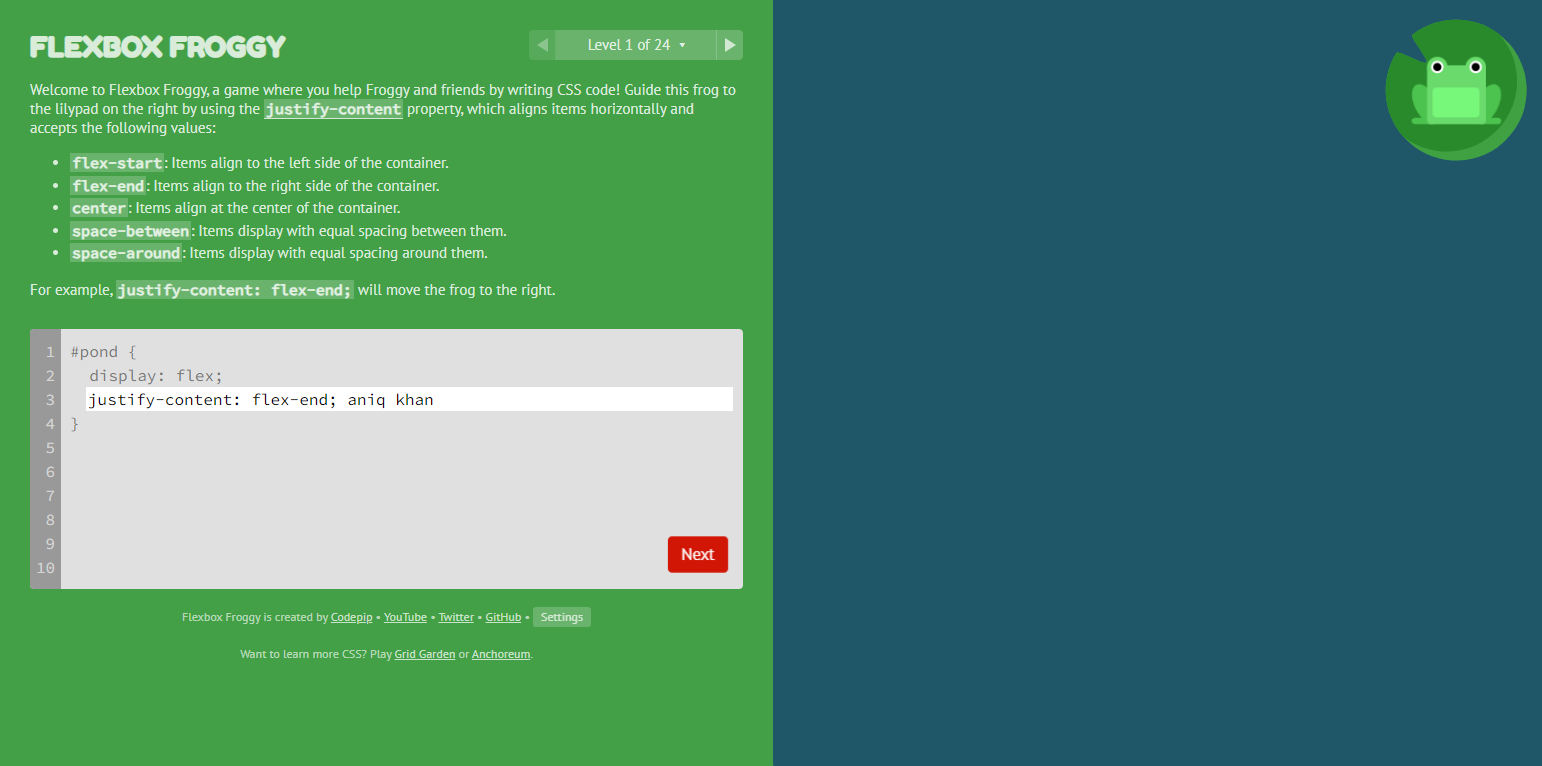 FLEXBOX FROGGY
◀ Level 1 of 24 ▾ ▶
Welcome to Flexbox Froggy, a game where you help Froggy and friends by writing CSS code! Guide this frog to
the lilypad on the right by using the justify-content property, which aligns items horizontally and
accepts the following values:
• flex-start: Items align to the left side of the container.
• flex-end: Items align to the right side of the container.
• center: Items align at the center of the container.
• space-between: Items display with equal spacing between them.
• space-around: Items display with equal spacing around them.
For example, justify-content: flex-end; will move the frog to the right.
1 #pond {
2 display: flex;
3 justify-content: flex-end; aniq khan
4 }
5
6
7
8
9
10
Next
Flexbox Froggy is created by Codepip • YouTube • Twitter • GitHub • Settings
Want to learn more CSS? Play Grid Garden or Anchoreum.